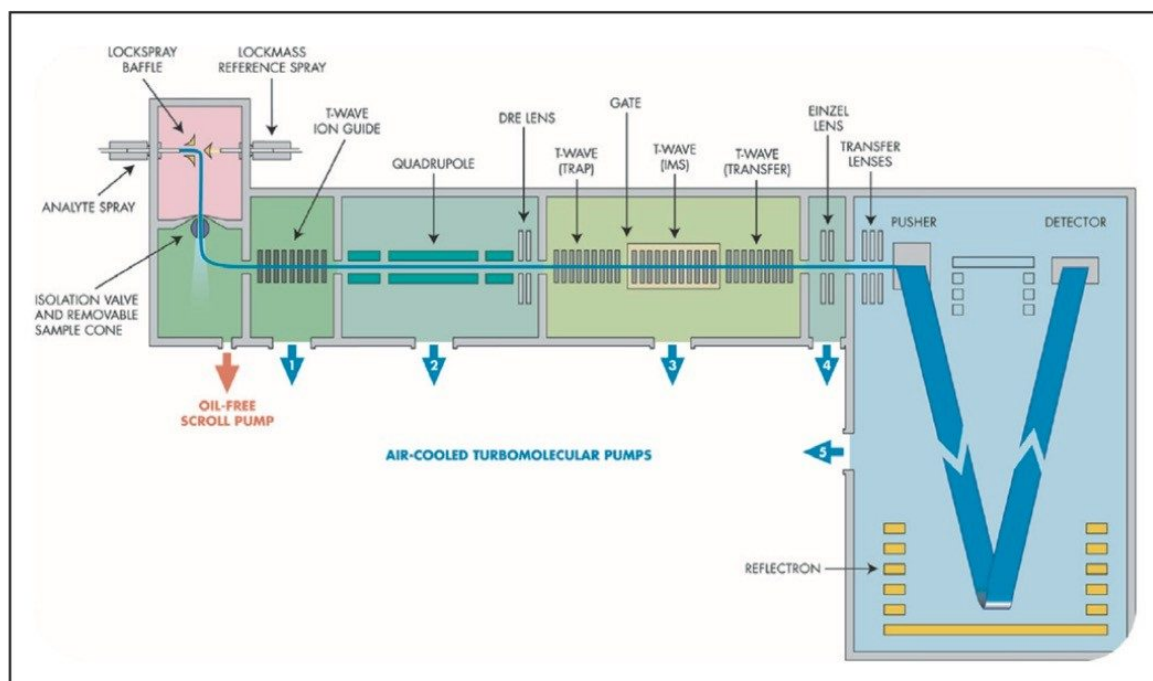 LOCKSPRAY
BAFFLE
LOCKMASS
REFERENCE SPRAY
T-WAVE
ION GUIDE
QUADRUPOLE
DRE LENS
GATE
T-WAVE
(TRAP)
T-WAVE
(IMS)
T-WAVE
(TRANSFER)
EINZEL
LENS
TRANSFER
LENSES
PUSHER
DETECTOR
ANALYTE SPRAY
ISOLATION VALVE
AND REMOVABLE
SAMPLE CONE
OIL-FREE
SCROLL PUMP
1
2
3
4
5
AIR-COOLED TURBOMOLECULAR PUMPS
REFLECTRON